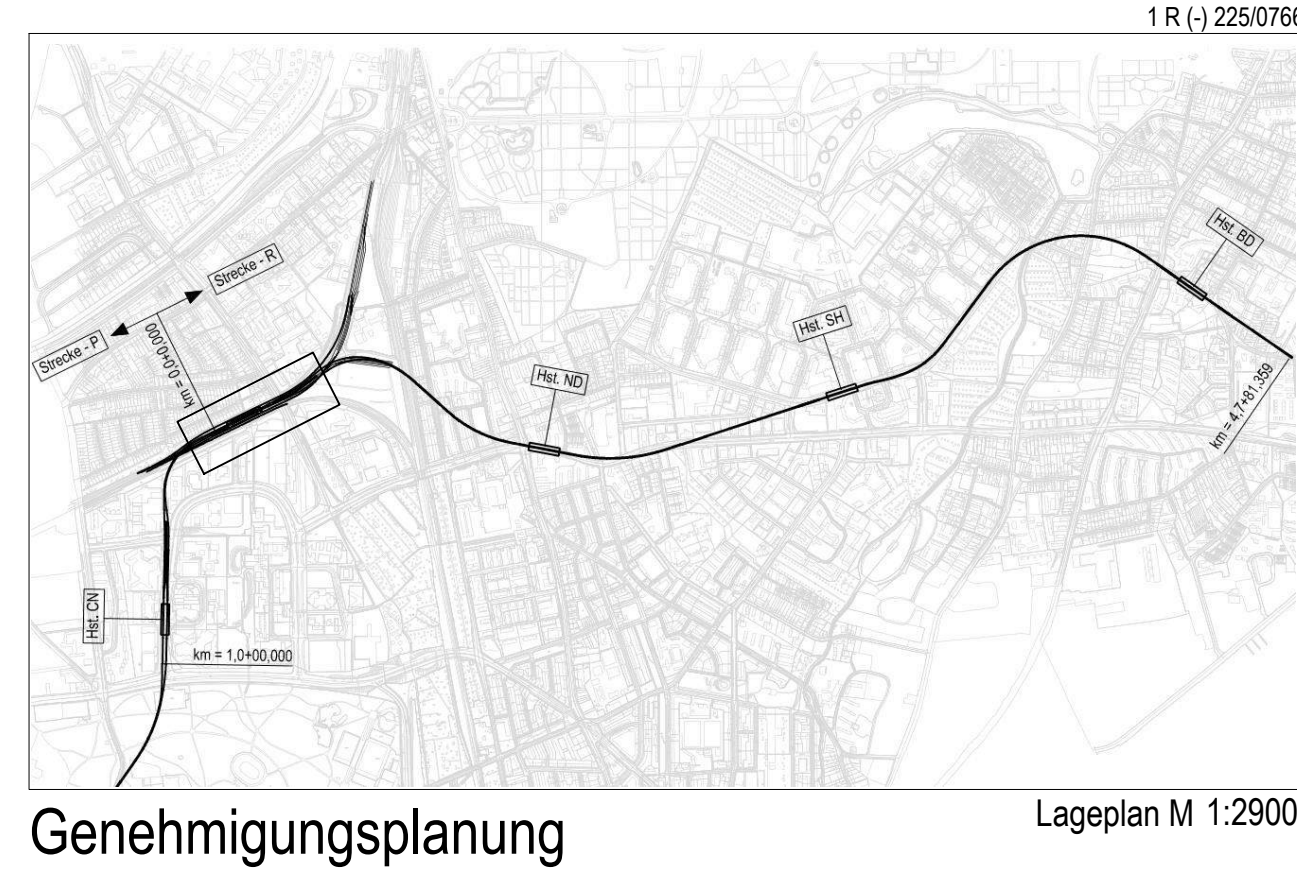 1 R (-) 225/0766
Hst. BD
Strecke - R
Strecke - P
km = 0,0+0,000
Hst. SH
Hst. ND
km = 4,7+81,359
Hst. CN
km = 1,0+00,000
Genehmigungsplanung
Lageplan M 1:2900